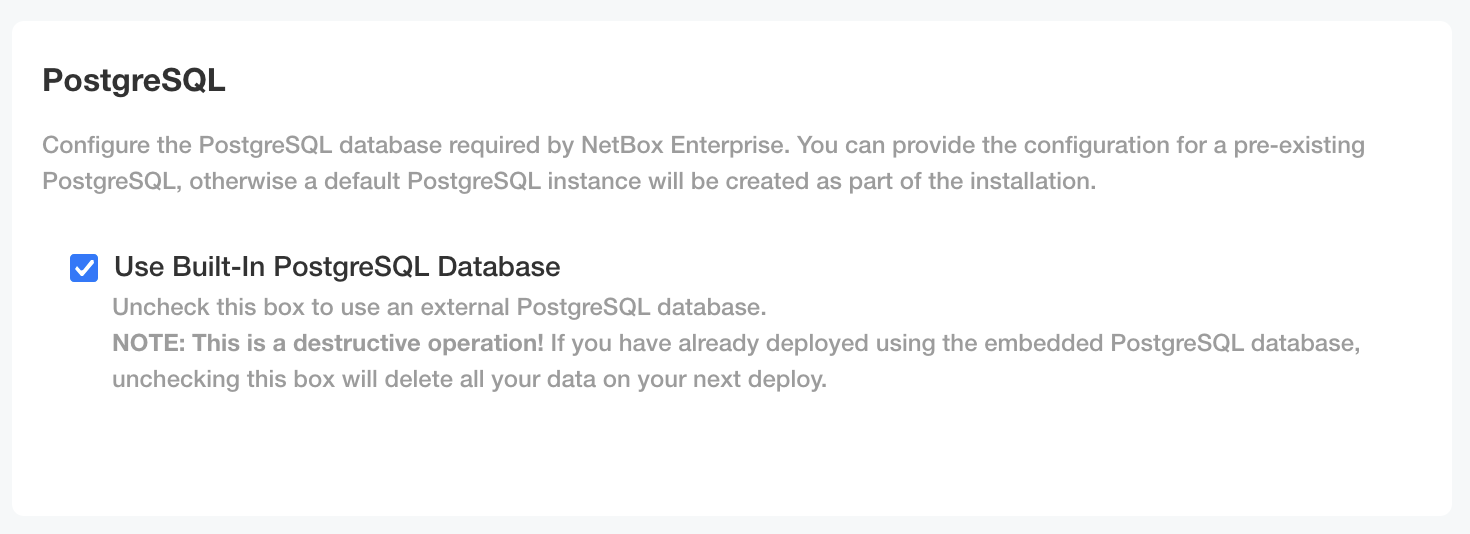 PostgreSQL
Configure the PostgreSQL database required by NetBox Enterprise. You can provide the configuration for a pre-existing
PostgreSQL, otherwise a default PostgreSQL instance will be created as part of the installation.
Use Built-In PostgreSQL Database
Uncheck this box to use an external PostgreSQL database.
NOTE: This is a destructive operation! If you have already deployed using the embedded PostgreSQL database,
unchecking this box will delete all your data on your next deploy.